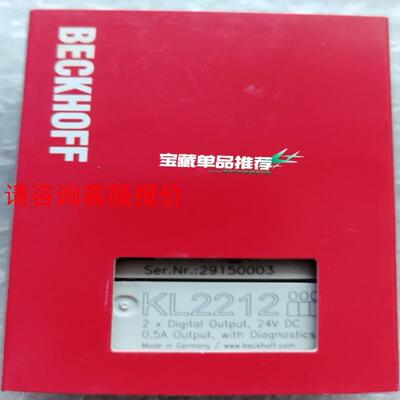 BECKHOFF
宝藏单品推荐
请咨询客服报价
Ser.Nr.:29150003
KL2212
2 x Digital Output, 24V DC
0,5A Output, with Diagnostics
Made in Germany / www.beckhoff.com